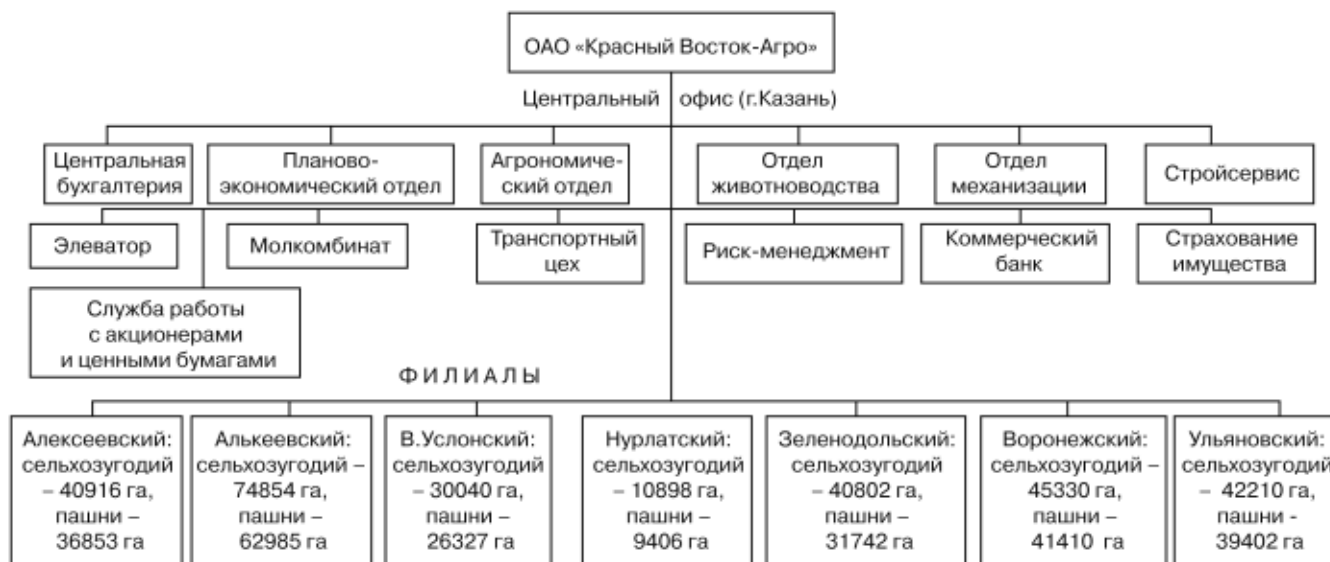 ОАО «Красный Восток-Агро»
Центральный офис (г.Казань)
Центральная
бухгалтерия
Планово-
экономический отдел
Агрономиче-
ский отдел
Отдел
животноводства
Отдел
механизации
Стройсервис
Элеватор
Молкомбинат
Транспортный
цех
Риск-менеджмент
Коммерческий
банк
Страхование
имущества
Служба работы
с акционерами
и ценными бумагами
ФИЛИАЛЫ
Алексеевский:
сельхозугодий
– 40916 га,
пашни –
36853 га
Алькеевский:
сельхозугодий –
74854 га,
пашни –
62985 га
В.Услонский:
сельхозугодий
– 30040 га,
пашни –
26327 га
Нурлатский:
сельхозугодий
– 10898 га,
пашни –
9406 га
Зеленодольский:
сельхозугодий
– 40802 га,
пашни –
31742 га
Воронежский:
сельхозугодий –
45330 га,
пашни –
41410 га
Ульяновский:
сельхозугодий
– 42210 га,
пашни -
39402 га